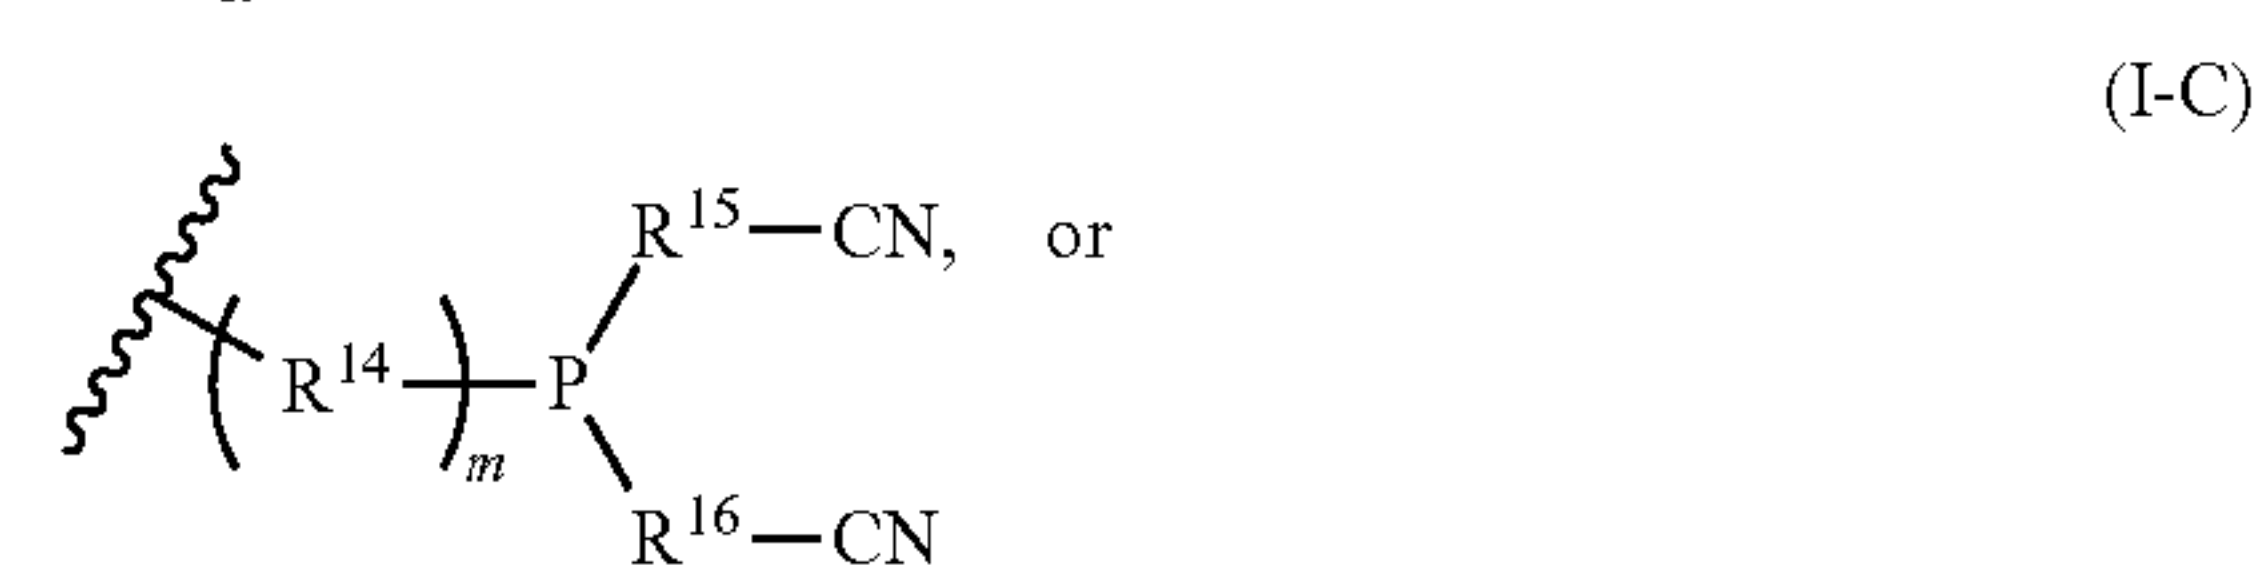 (I-C)
R15—CN, or
( R14 )m P
R16—CN